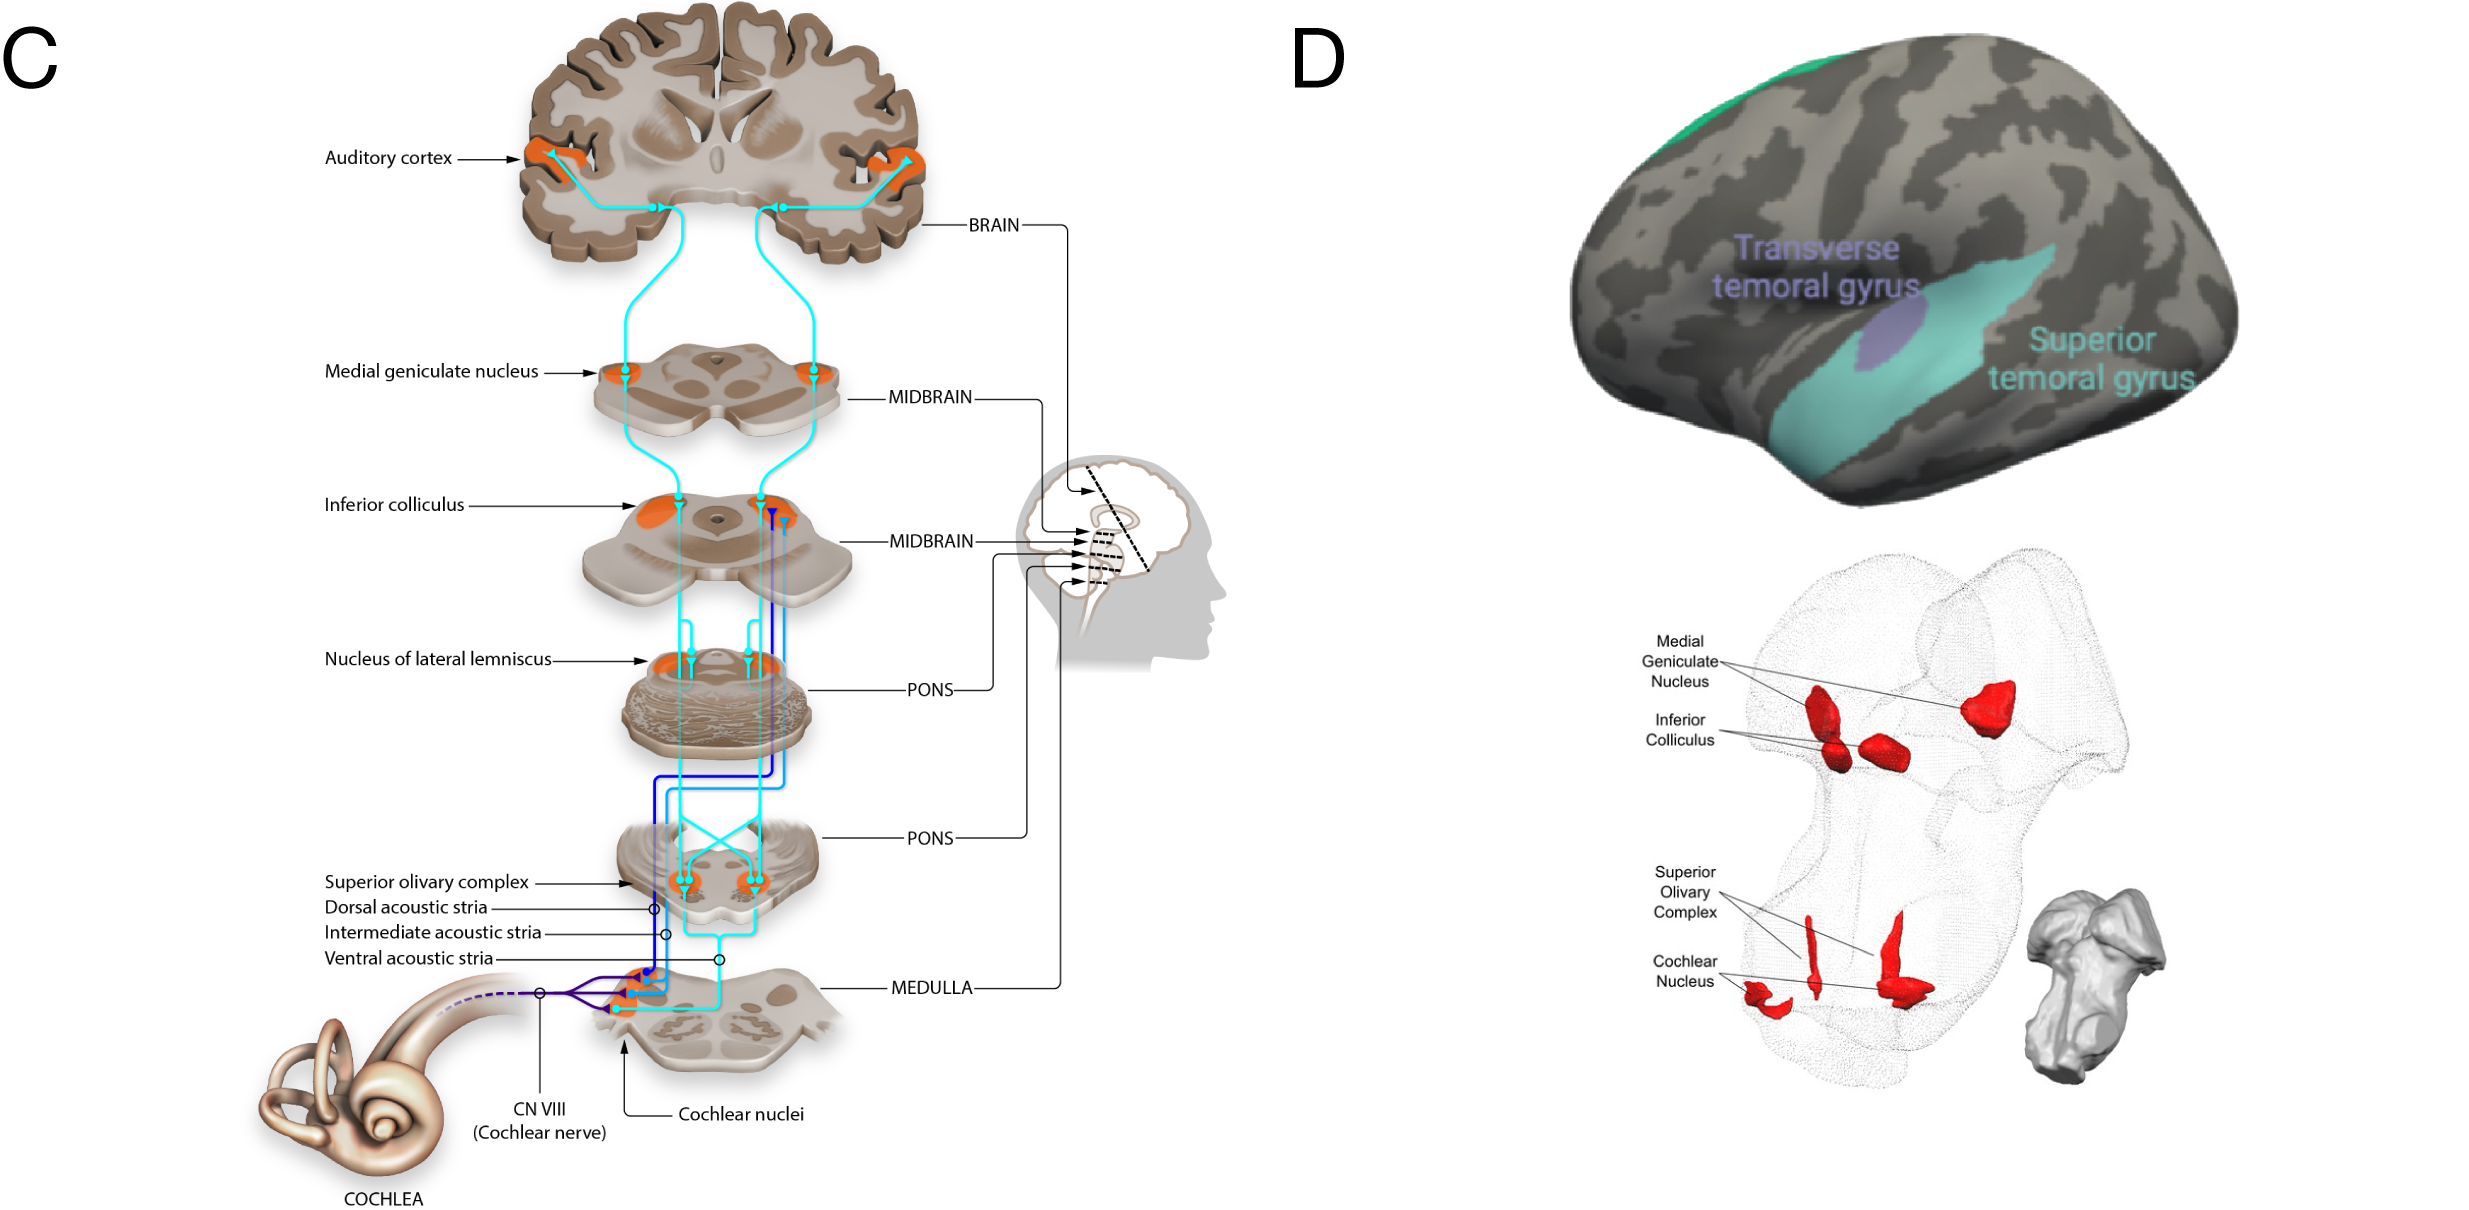 C
Auditory cortex
BRAIN
Medial geniculate nucleus
MIDBRAIN
Inferior colliculus
MIDBRAIN
Nucleus of lateral lemniscus
PONS
PONS
Superior olivary complex
Dorsal acoustic stria
Intermediate acoustic stria
Ventral acoustic stria
MEDULLA
CN VIII
(Cochlear nerve)
Cochlear nuclei
COCHLEA
D
Transverse
temoral gyrus
Superior
temoral gyrus
Medial
Geniculate
Nucleus
Inferior
Colliculus
Superior
Olivary
Complex
Cochlear
Nucleus